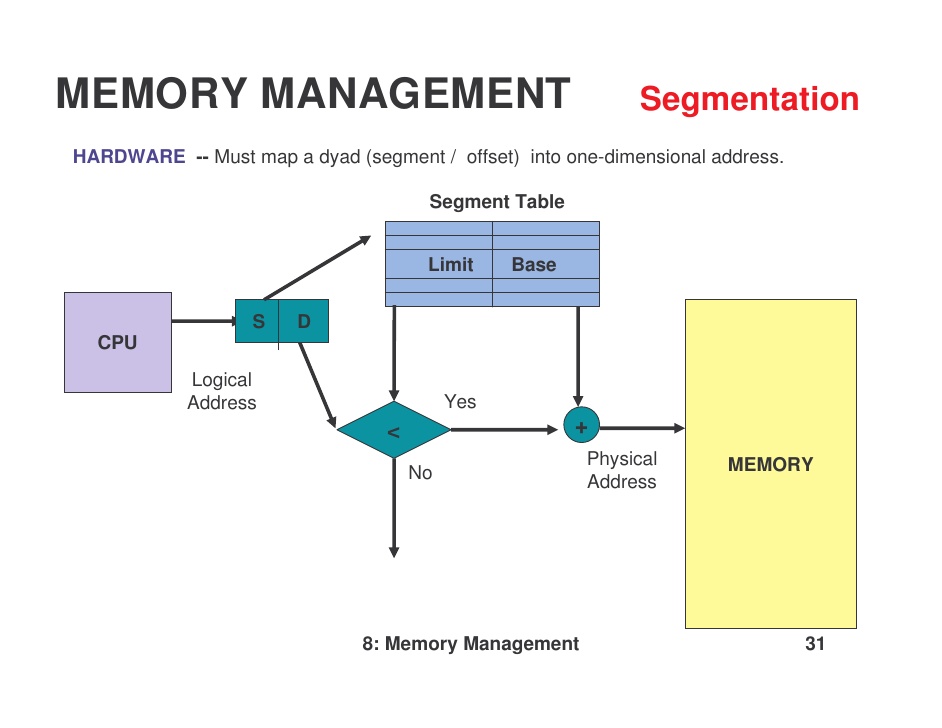 MEMORY MANAGEMENT
Segmentation
HARDWARE -- Must map a dyad (segment / offset) into one-dimensional address.
Segment Table
Limit Base
CPU
S D
Logical
Address
Yes
<
+
No
Physical
Address
MEMORY
8: Memory Management
31